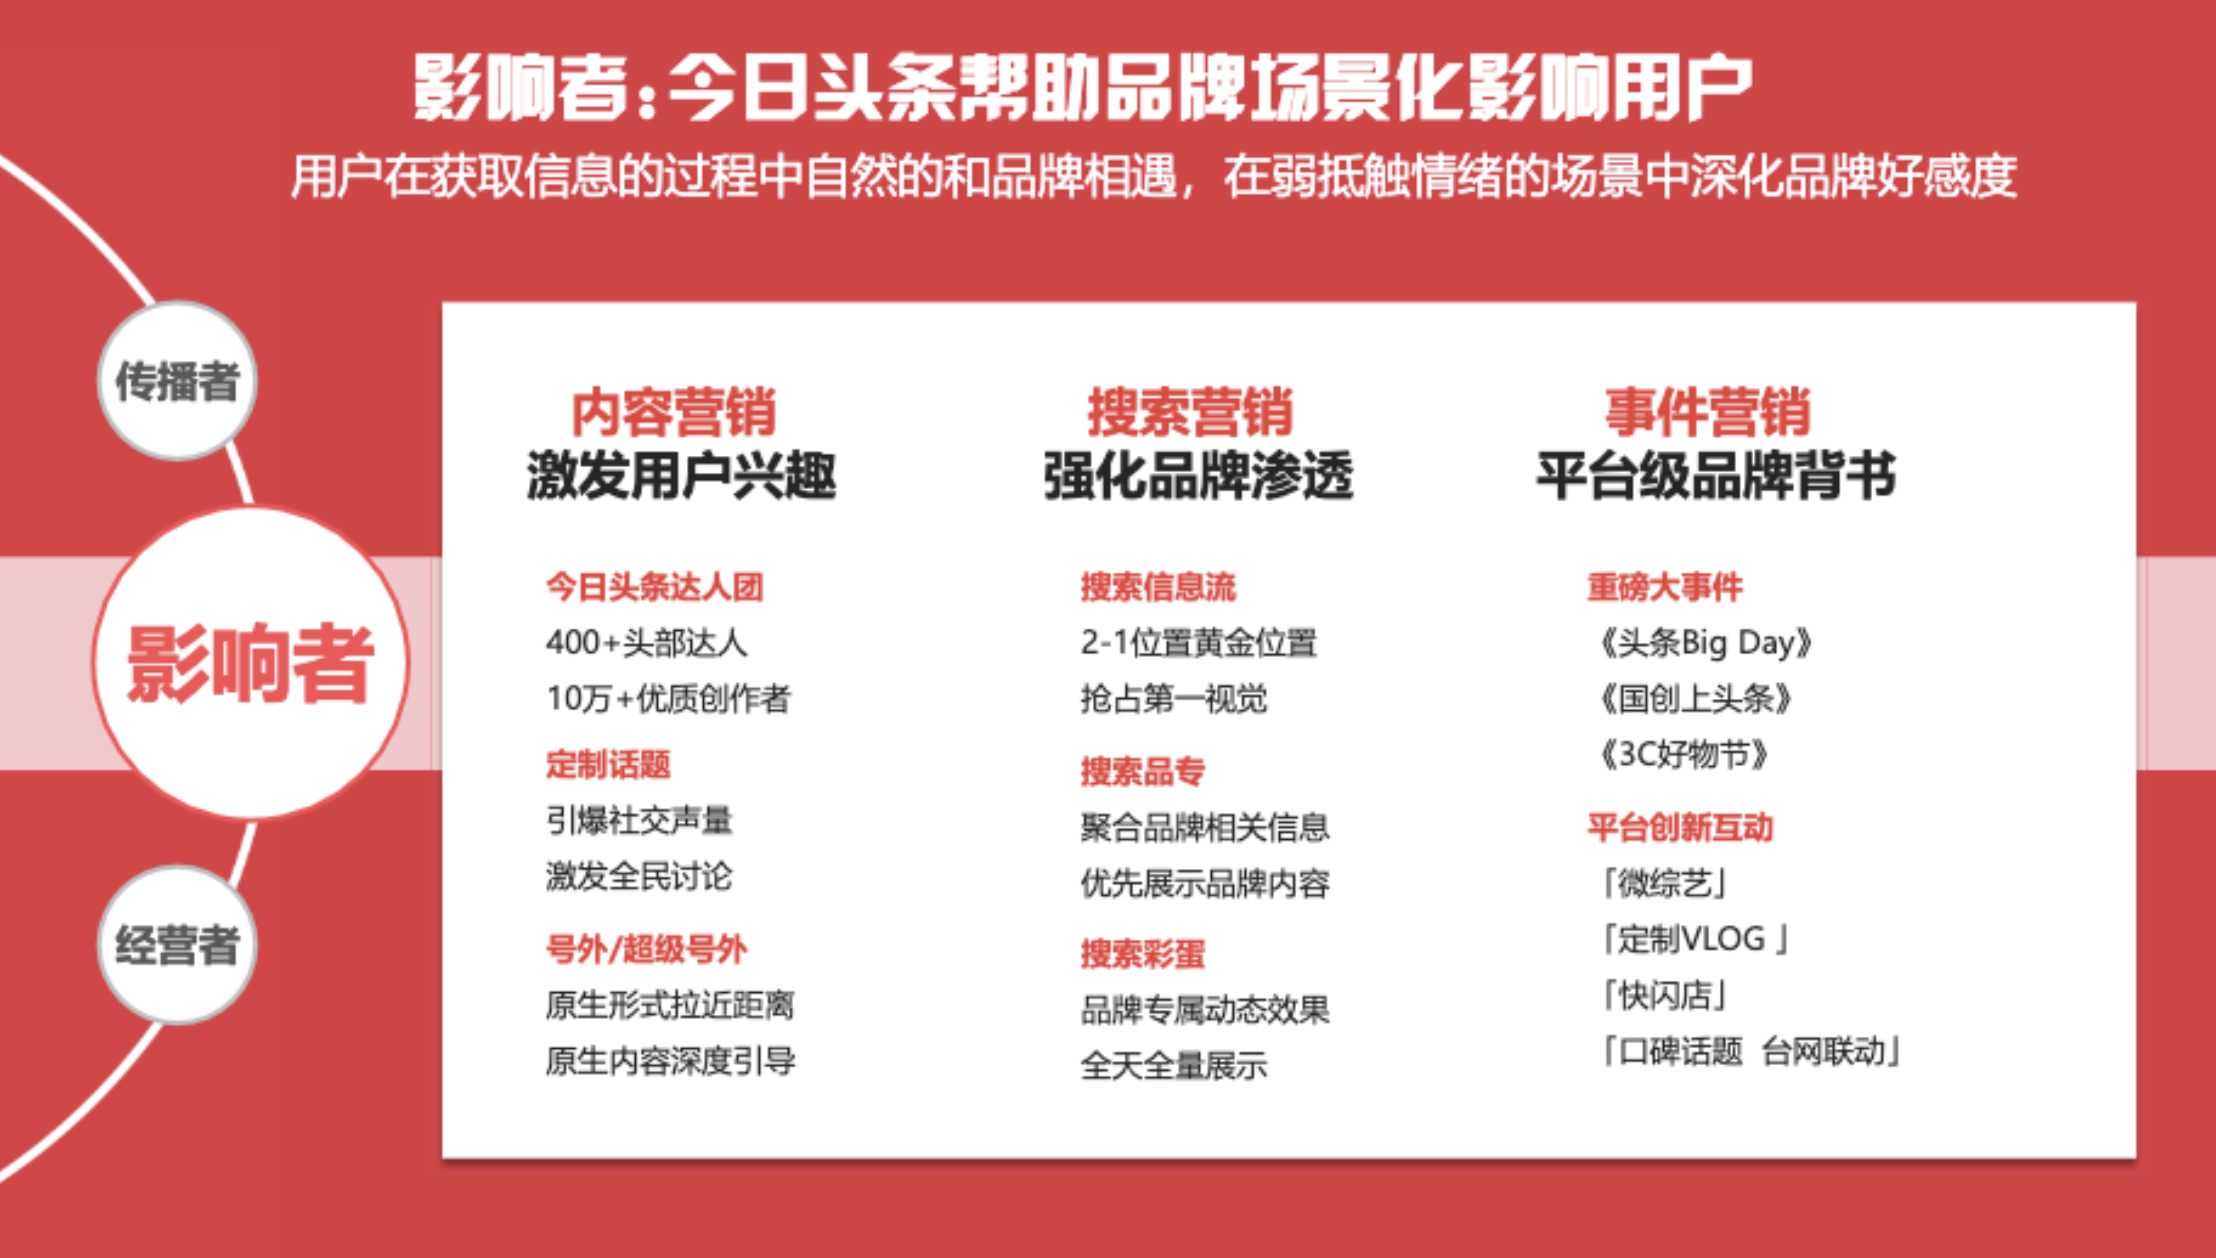 影响者:今日头条帮助品牌场景化影响用户
用户在获取信息的过程中自然的和品牌相遇，在弱抵触情绪的场景中深化品牌好感度
传播者
影响者
经营者
内容营销
激发用户兴趣
今日头条达人团
400+头部达人
10万+优质创作者
定制话题
引爆社交声量
激发全民讨论
号外/超级号外
原生形式拉近距离
原生内容深度引导
搜索营销
强化品牌渗透
搜索信息流
2-1位置黄金位置
抢占第一视觉
搜索品专
聚合品牌相关信息
优先展示品牌内容
搜索彩蛋
品牌专属动态效果
全天全量展示
事件营销
平台级品牌背书
重磅大事件
《头条Big Day》
《国创上头条》
《3C好物节》
平台创新互动
「微综艺」
「定制VLOG 」
「快闪店」
「口碑话题 台网联动」